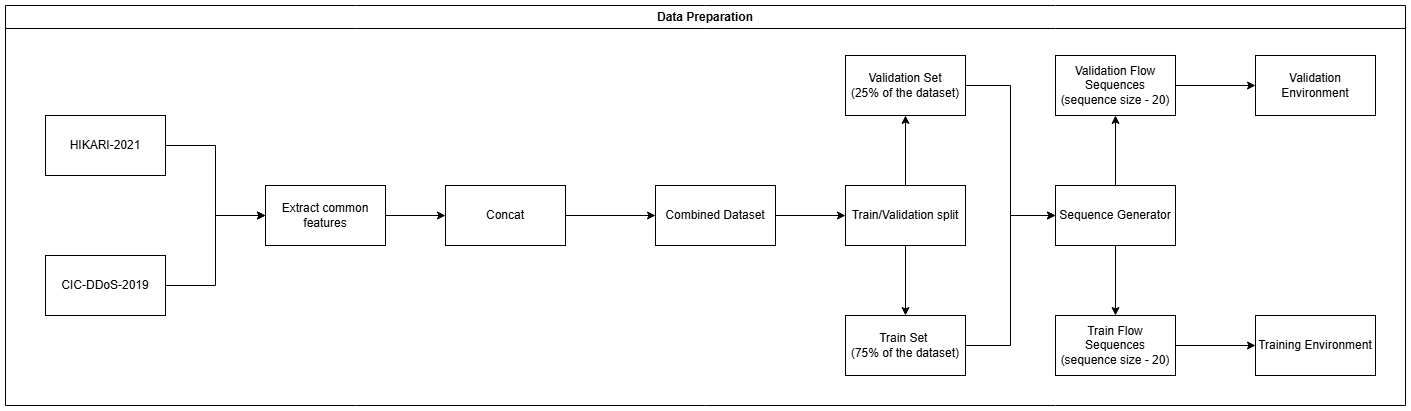 Data Preparation
HIKARI-2021
CIC-DDoS-2019
Extract common
features
Concat
Combined Dataset
Train/Validation split
Validation Set
(25% of the dataset)
Train Set
(75% of the dataset)
Sequence Generator
Validation Flow
Sequences
(sequence size - 20)
Validation
Environment
Train Flow
Sequences
(sequence size - 20)
Training Environment